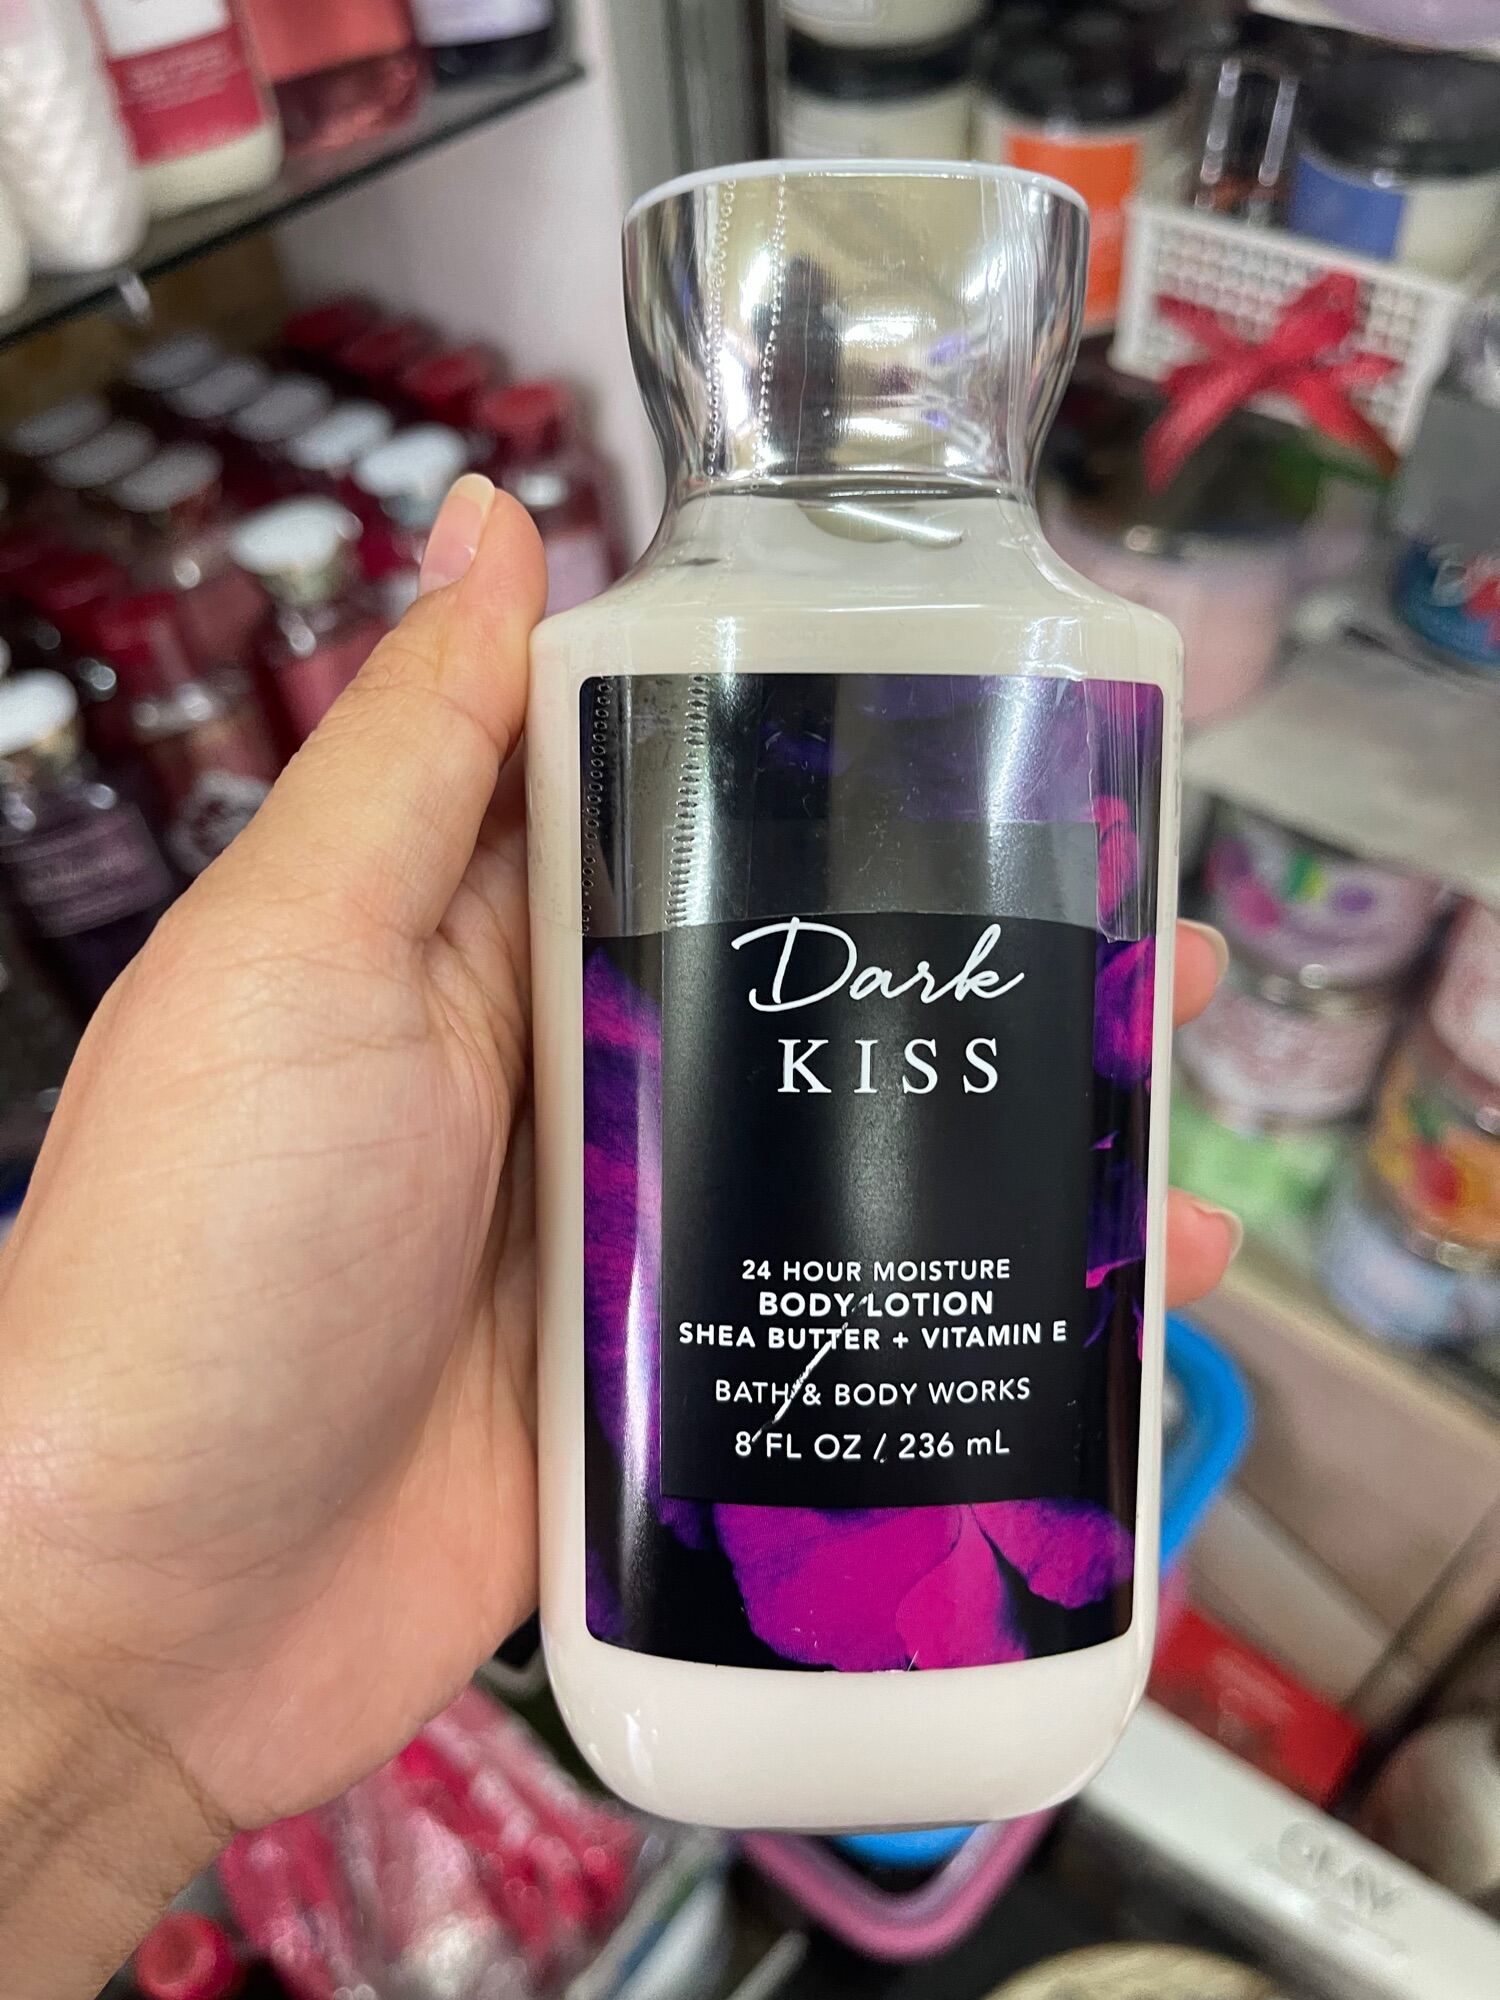 Dark
KISS
24 HOUR MOISTURE
BODY LOTION
SHEA BUTTER + VITAMIN E
BATH & BODY WORKS
8 FL OZ / 236 mL